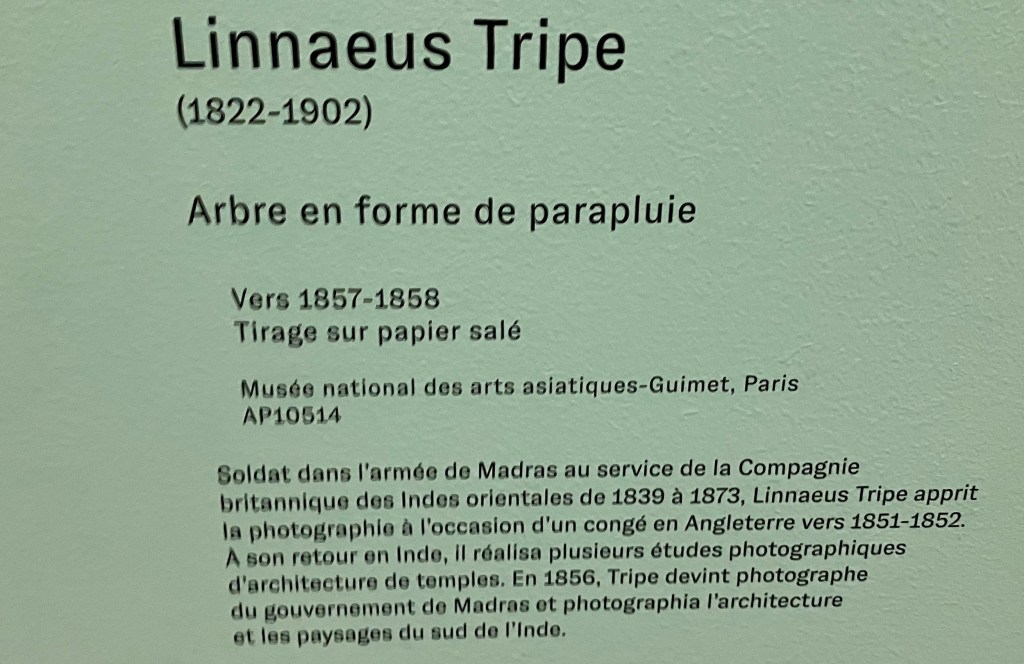 Linnaeus Tripe
(1822-1902)
Arbre en forme de parapluie
Vers 1857-1858
Tirage sur papier salé
Musée national des arts asiatiques-Guimet, Paris
AP10514
Soldat dans l'armée de Madras au service de la Compagnie
britannique des Indes orientales de 1839 à 1873, Linnaeus Tripe apprit
la photographie à l'occasion d'un congé en Angleterre vers 1851-1852.
À son retour en Inde, il réalisa plusieurs études photographiques
d'architecture de temples. En 1856, Tripe devint photographe
du gouvernement de Madras et photographia l'architecture
et les paysages du sud de l'Inde.